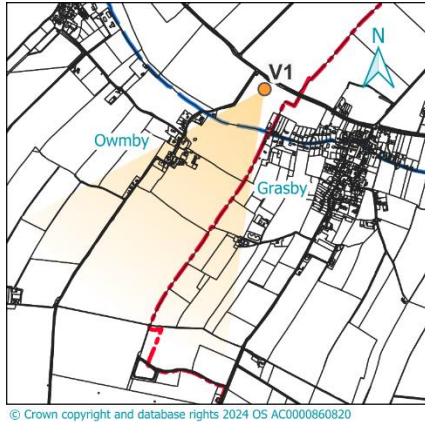 N
V1
Owmby
Grasby
© Crown copyright and database rights 2024 OS AC0000860820